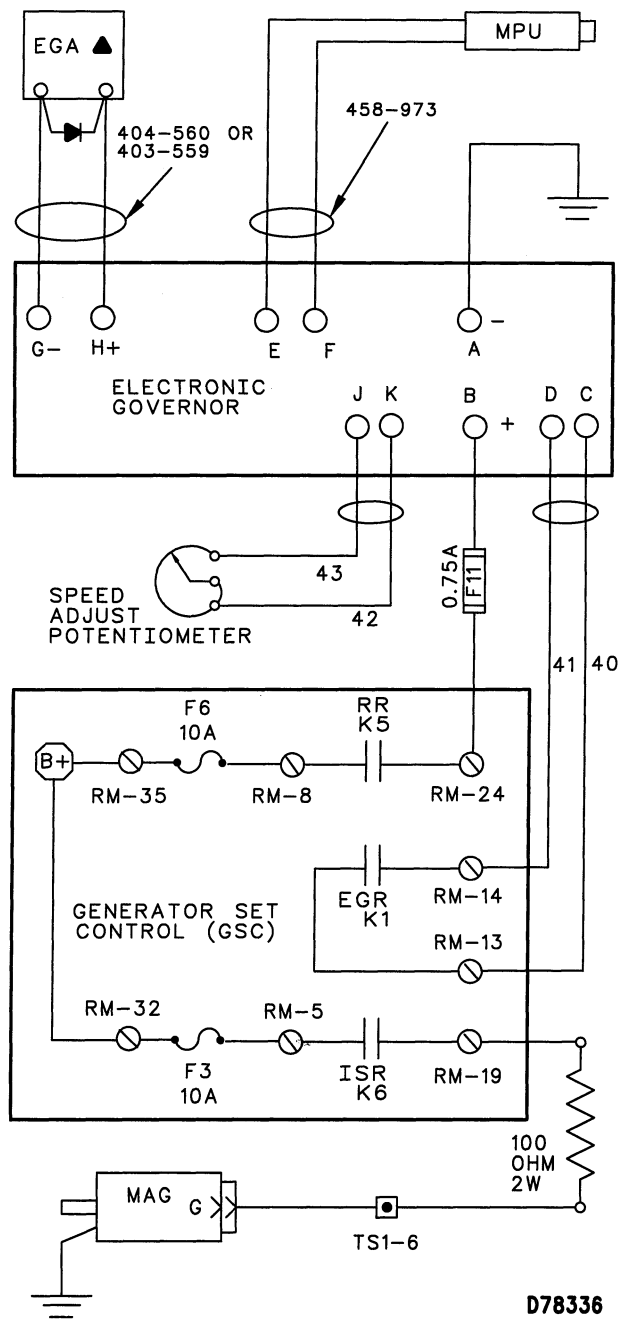 EGA
MPU
404-560 OR
403-559
458-973
G-
H+
E
F
-
A
ELECTRONIC
GOVERNOR
J
K
B
+
D
C
43
42
SPEED
ADJUST
POTENTIOMETER
0.75A
F11
41
40
F6
10A
RR
K5
B+
RM-35
RM-8
RM-24
EGR
K1
RM-14
GENERATOR SET
CONTROL (GSC)
RM-13
RM-32
RM-5
F3
10A
ISR
K6
RM-19
100
OHM
2W
MAG
G
TS1-6
D78336